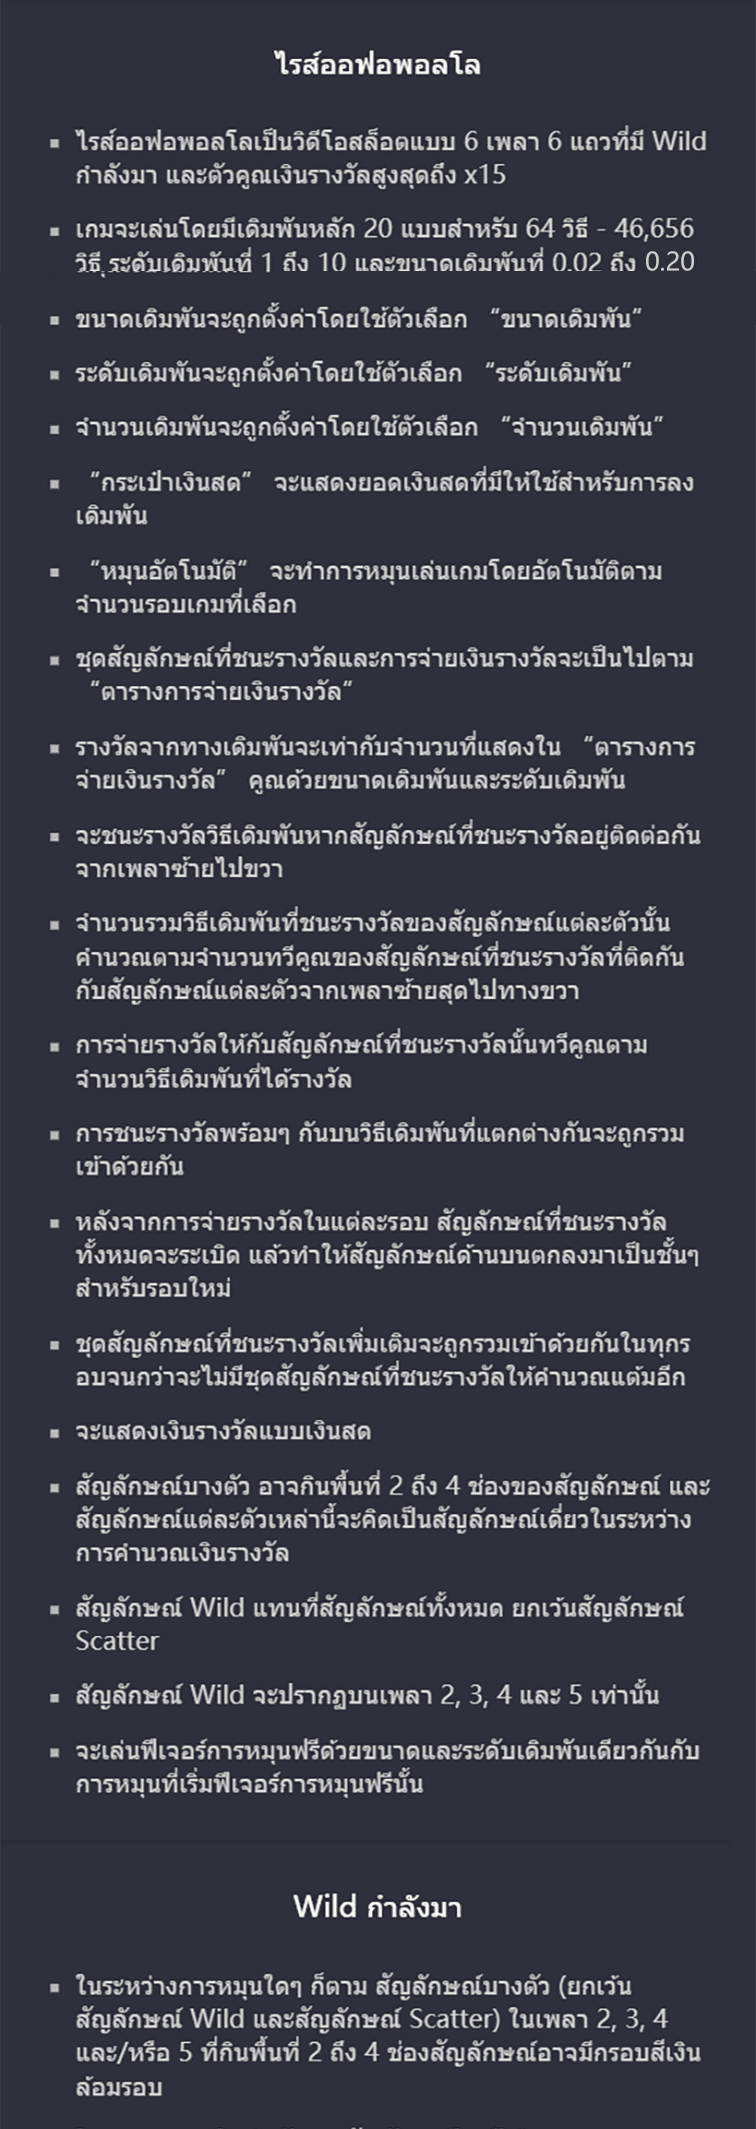 ไรส์ออฟอพอลโล
ไรส์ออฟอพอลโลเป็นวิดีโอสล็อตแบบ 6 เพลา 6 แถวที่มี Wild
กำลังมา และตัวคูณเงินรางวัลสูงสุดถึง x15
เกมจะเล่นโดยมีเดิมพันหลัก 20 แบบสำหรับ 64 วิธี - 46,656
วิธี ระดับเดิมพันที่ 1 ถึง 10 และขนาดเดิมพันที่ 0.02 ถึง 0.20
ขนาดเดิมพันจะถูกตั้งค่าโดยใช้ตัวเลือก “ขนาดเดิมพัน”
ระดับเดิมพันจะถูกตั้งค่าโดยใช้ตัวเลือก “ระดับเดิมพัน”
จำนวนเดิมพันจะถูกตั้งค่าโดยใช้ตัวเลือก “จำนวนเดิมพัน”
“กระเป๋าเงินสด” จะแสดงยอดเงินสดที่มีให้ใช้สำหรับการลง
เดิมพัน
“หมุนอัตโนมัติ” จะทำการหมุนเล่นเกมโดยอัตโนมัติตาม
จำนวนรอบเกมที่เลือก
ชุดสัญลักษณ์ที่ชนะรางวัลและการจ่ายเงินรางวัลจะเป็นไปตาม
“ตารางการจ่ายเงินรางวัล”
รางวัลจากทางเดิมพันจะเท่ากับจำนวนที่แสดงใน “ตารางการ
จ่ายเงินรางวัล” คูณด้วยขนาดเดิมพันและระดับเดิมพัน
จะชนะรางวัลวิธีเดิมพันหากสัญลักษณ์ที่ชนะรางวัลอยู่ติดต่อกัน
จากเพลาซ้ายไปขวา
จำนวนรวมวิธีเดิมพันที่ชนะรางวัลของสัญลักษณ์แต่ละตัวนั้น
คำนวณตามจำนวนทวีคูณของสัญลักษณ์ที่ชนะรางวัลที่ติดกัน
กับสัญลักษณ์แต่ละตัวจากเพลาซ้ายสุดไปทางขวา
การจ่ายรางวัลให้กับสัญลักษณ์ที่ชนะรางวัลนั้นทวีคูณตาม
จำนวนวิธีเดิมพันที่ได้รางวัล
การชนะรางวัลพร้อมๆ กันบนวิธีเดิมพันที่แตกต่างกันจะถูกรวม
เข้าด้วยกัน
หลังจากการจ่ายรางวัลในแต่ละรอบ สัญลักษณ์ที่ชนะรางวัล
ทั้งหมดจะระเบิด แล้วทำให้สัญลักษณ์ด้านบนตกลงมาเป็นชั้นๆ
สำหรับรอบใหม่
ชุดสัญลักษณ์ที่ชนะรางวัลเพิ่มเติมจะถูกรวมเข้าด้วยกันในทุกร
อบจนกว่าจะไม่มีชุดสัญลักษณ์ที่ชนะรางวัลให้คำนวณแต้มอีก
จะแสดงเงินรางวัลแบบเงินสด
สัญลักษณ์บางตัว อาจกินพื้นที่ 2 ถึง 4 ช่องของสัญลักษณ์ และ
สัญลักษณ์แต่ละตัวเหล่านี้จะคิดเป็นสัญลักษณ์เดี่ยวในระหว่าง
การคำนวณเงินรางวัล
สัญลักษณ์ Wild แทนที่สัญลักษณ์ทั้งหมด ยกเว้นสัญลักษณ์
Scatter
สัญลักษณ์ Wild จะปรากฏบนเพลา 2, 3, 4 และ 5 เท่านั้น
จะเล่นฟีเจอร์การหมุนฟรีด้วยขนาดและระดับเดิมพันเดียวกันกับ
การหมุนที่เริ่มฟีเจอร์การหมุนฟรีนั้น
Wild กำลังมา
ในระหว่างการหมุนใดๆ ก็ตาม สัญลักษณ์บางตัว (ยกเว้น
สัญลักษณ์ Wild และสัญลักษณ์ Scatter) ในเพลา 2, 3, 4
และ/หรือ 5 ที่กินพื้นที่ 2 ถึง 4 ช่องสัญลักษณ์อาจมีกรอบสีเงิน
ล้อมรอบ